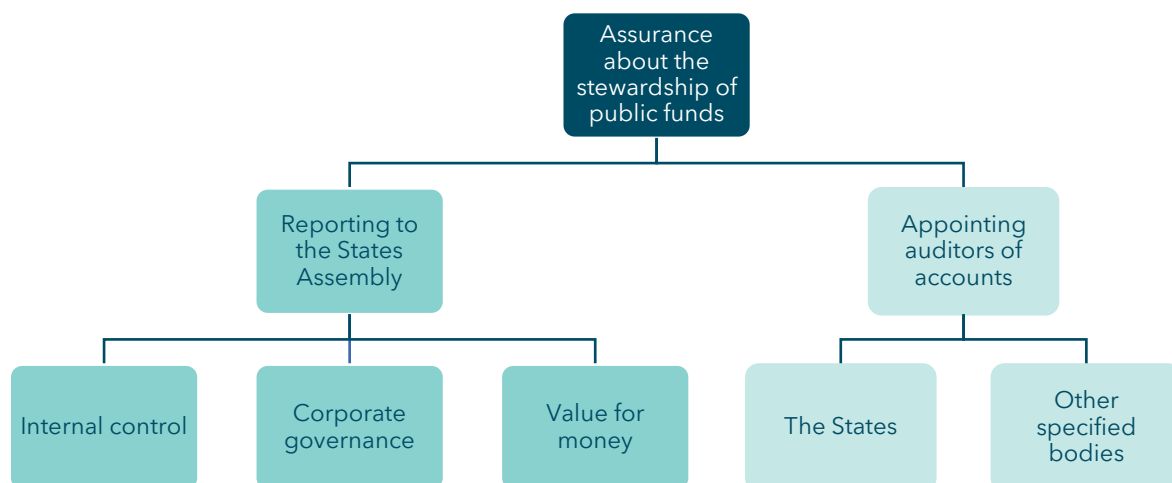 Assurance
about the
stewardship of
public funds
Reporting to
the States
Assembly
Appointing
auditors of
accounts
Internal control
Corporate
governance
Value for
money
The States
Other
specified
bodies